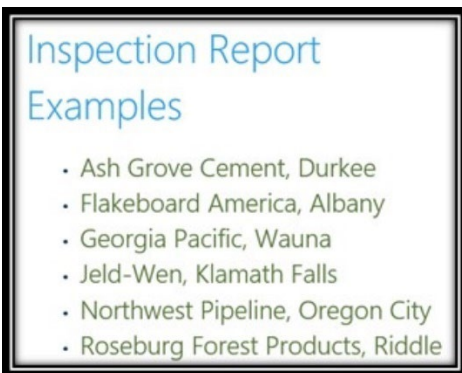 Inspection Report
Examples
• Ash Grove Cement, Durkee
• Flakeboard America, Albany
• Georgia Pacific, Wauna
• Jeld-Wen, Klamath Falls
• Northwest Pipeline, Oregon City
• Roseburg Forest Products, Riddle